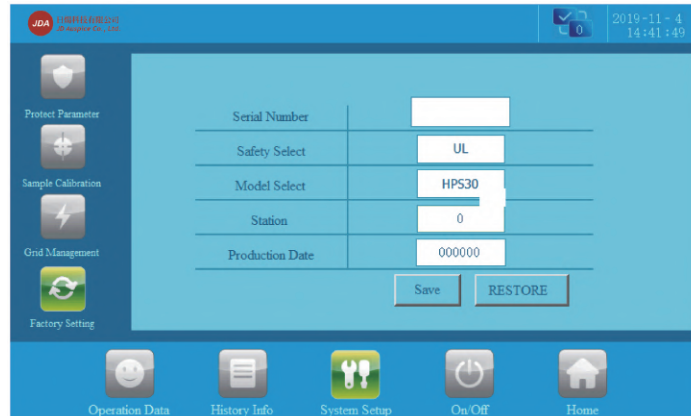 JDA
2019-11- 4
14:41:49
0
Protect Parameter
Sample Calibration
Grid Management
Factory Setting
Serial Number
Safety Select UL
Model Select HPS30
Station 0
Production Date 000000
Save RESTORE
Operation Data History Info System Setup On/Off Home